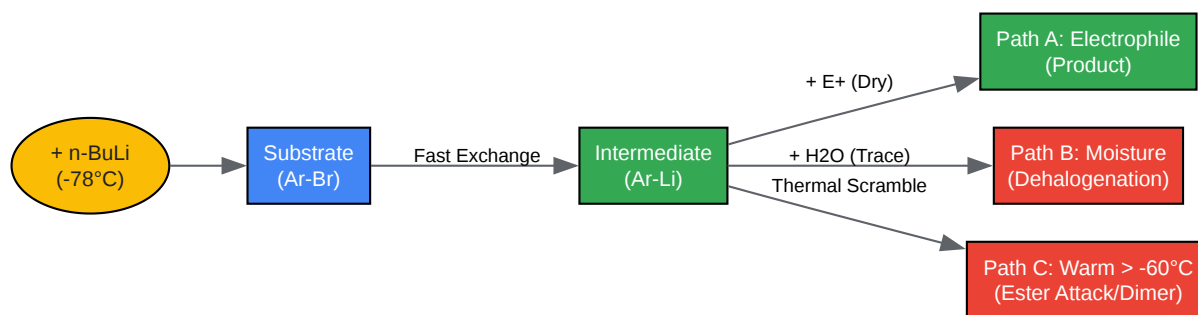 + n-BuLi
(-78°C)
Substrate
(Ar-Br)
Fast Exchange
Intermediate
(Ar-Li)
+ E+ (Dry)
+ H2O (Trace)
Thermal Scramble
Path A: Electrophile
(Product)
Path B: Moisture
(Dehalogenation)
Path C: Warm > -60°C
(Ester Attack/Dimer)